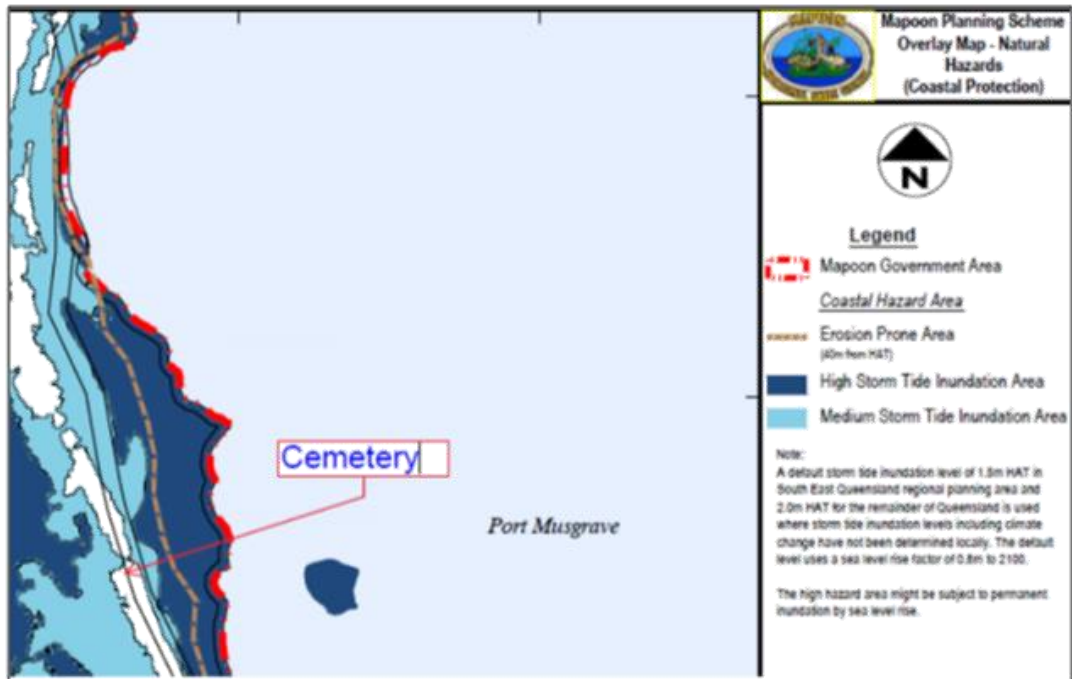 MAPOON
Mapoon Planning Scheme
Overlay Map - Natural
Hazards
(Coastal Protection)
N
Legend
Mapoon Government Area
Coastal Hazard Area
Erosion Prone Area
(40m from HAT)
High Storm Tide Inundation Area
Medium Storm Tide Inundation Area
Note:
A default storm tide inundation level of 1.5m HAT in
South East Queensland regional planning area and
2.0m HAT for the remainder of Queensland is used
where storm tide inundation levels including climate
change have not been determined locally. The default
level uses a sea level rise factor of 0.8m to 2100.
The high hazard area might be subject to permanent
inundation by sea level rise.
Cemetery
Port Musgrave